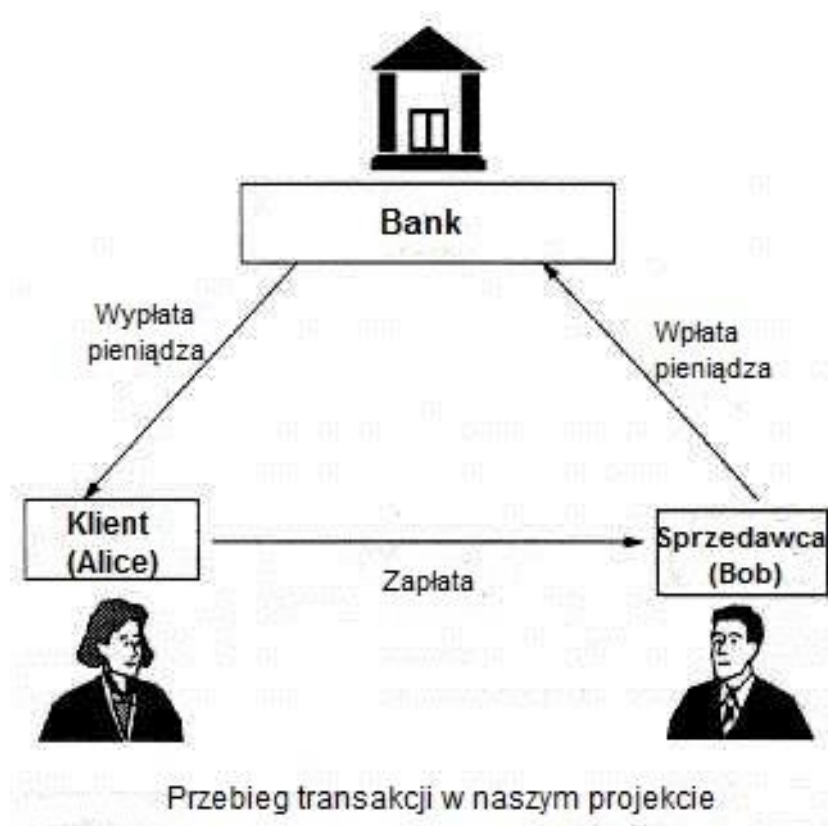 Bank
Wypłata
pieniądza
Wpłata
pieniądza
Klient
(Alice)
Zapłata
Sprzedawca
(Bob)
Przebieg transakcji w naszym projekcie